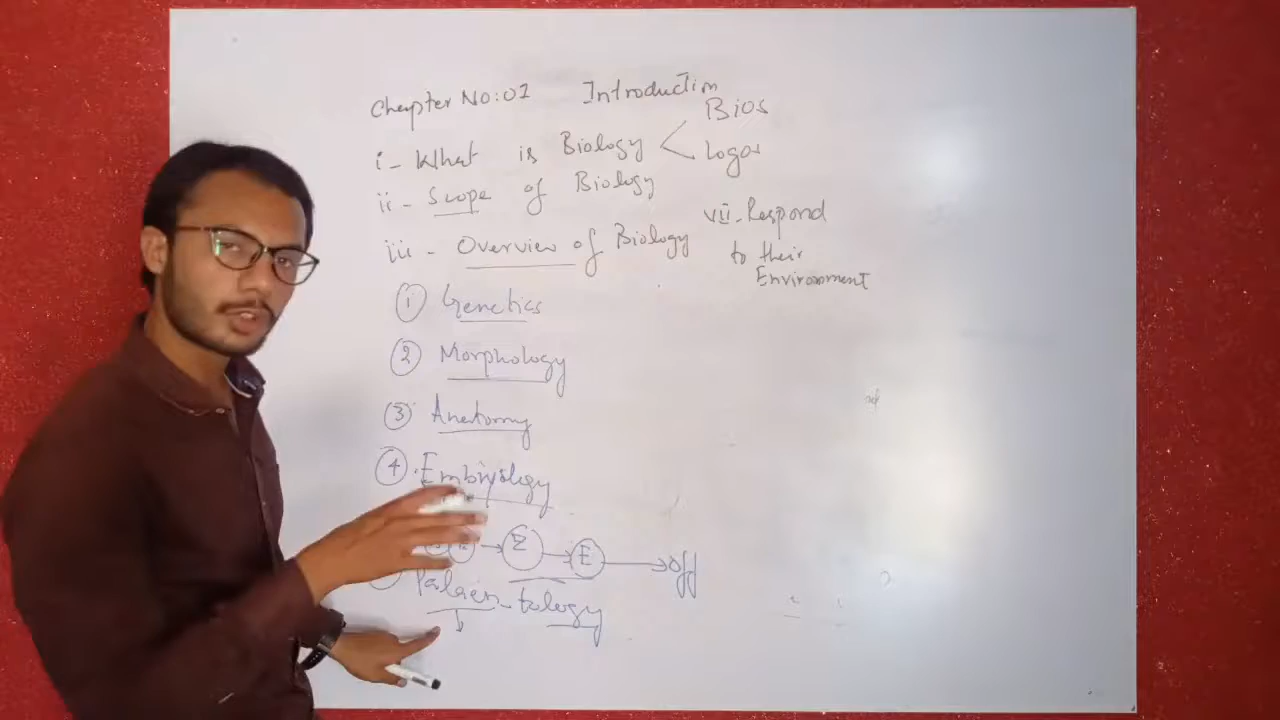 Chapter No:01 Introduction
i- What is Biology < Bios
Logos
ii- Scope of Biology
iii- Overview of Biology
vii-Respond
to their
Environment
① Genetics
② Morphology
③ Anatomy
④ Embryology
→ Z → E → off
Palaen-tology